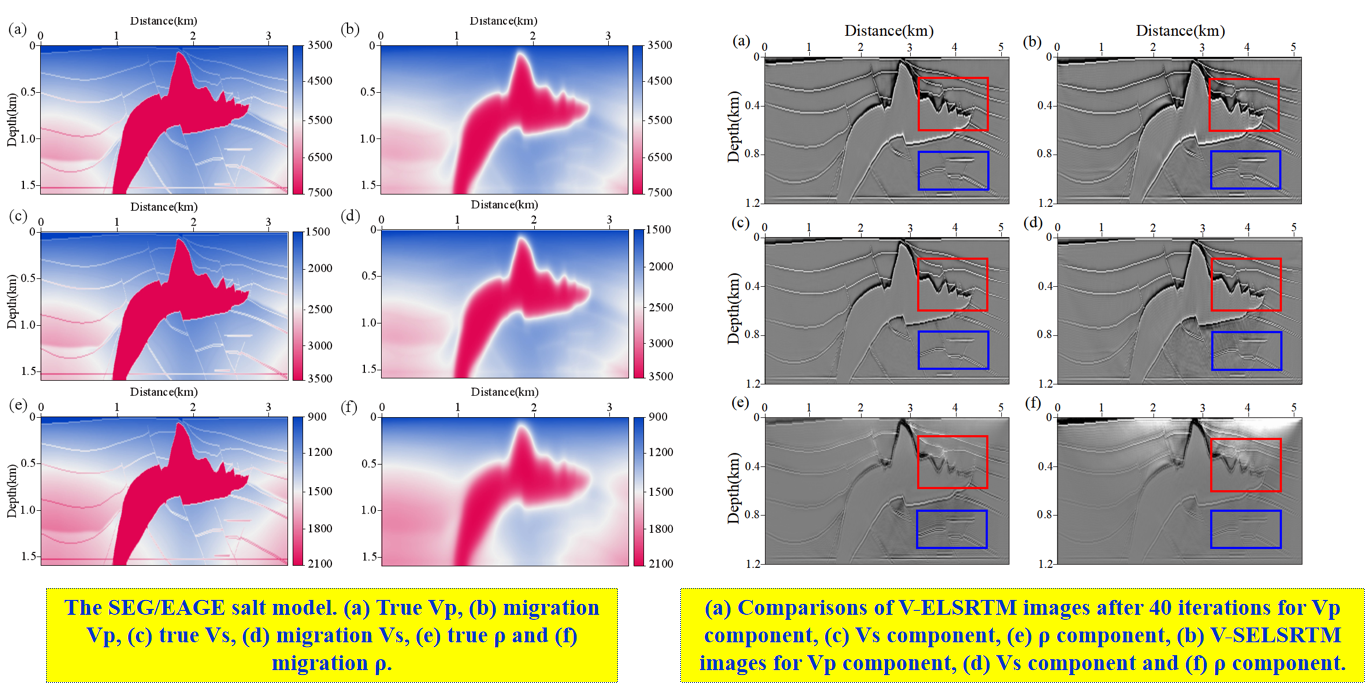 Distance(km)
(a)
0 1 2 3
Depth(km)
0
0.5
1.0
1.5
3500
4500
5500
6500
7500
Distance(km)
(b)
0 1 2 3
0
0.5
1.0
1.5
3500
4500
5500
6500
7500
Distance(km)
(c)
0 1 2 3
Depth(km)
0
0.5
1.0
1.5
1500
2000
2500
3000
3500
Distance(km)
(d)
0 1 2 3
0
0.5
1.0
1.5
1500
2000
2500
3000
3500
Distance(km)
(e)
0 1 2 3
Depth(km)
0
0.5
1.0
1.5
900
1200
1500
1800
2100
Distance(km)
(f)
0 1 2 3
0
0.5
1.0
1.5
900
1200
1500
1800
2100
The SEG/EAGE salt model. (a) True Vp, (b) migration
Vp, (c) true Vs, (d) migration Vs, (e) true ρ and (f)
migration ρ.
Distance(km)
(a)
0 1 2 3 4 5
Depth(km)
0
0.4
0.8
1.2
Distance(km)
(b)
0 1 2 3 4 5
0
0.4
0.8
1.2
(c)
0 1 2 3 4 5
Depth(km)
0
0.4
0.8
1.2
(d)
0 1 2 3 4 5
0
0.4
0.8
1.2
(e)
0 1 2 3 4 5
Depth(km)
0
0.4
0.8
1.2
(f)
0 1 2 3 4 5
0
0.4
0.8
1.2
(a) Comparisons of V-ELSRTM images after 40 iterations for Vp
component, (c) Vs component, (e) ρ component, (b) V-SELSRTM
images for Vp component, (d) Vs component and (f) ρ component.